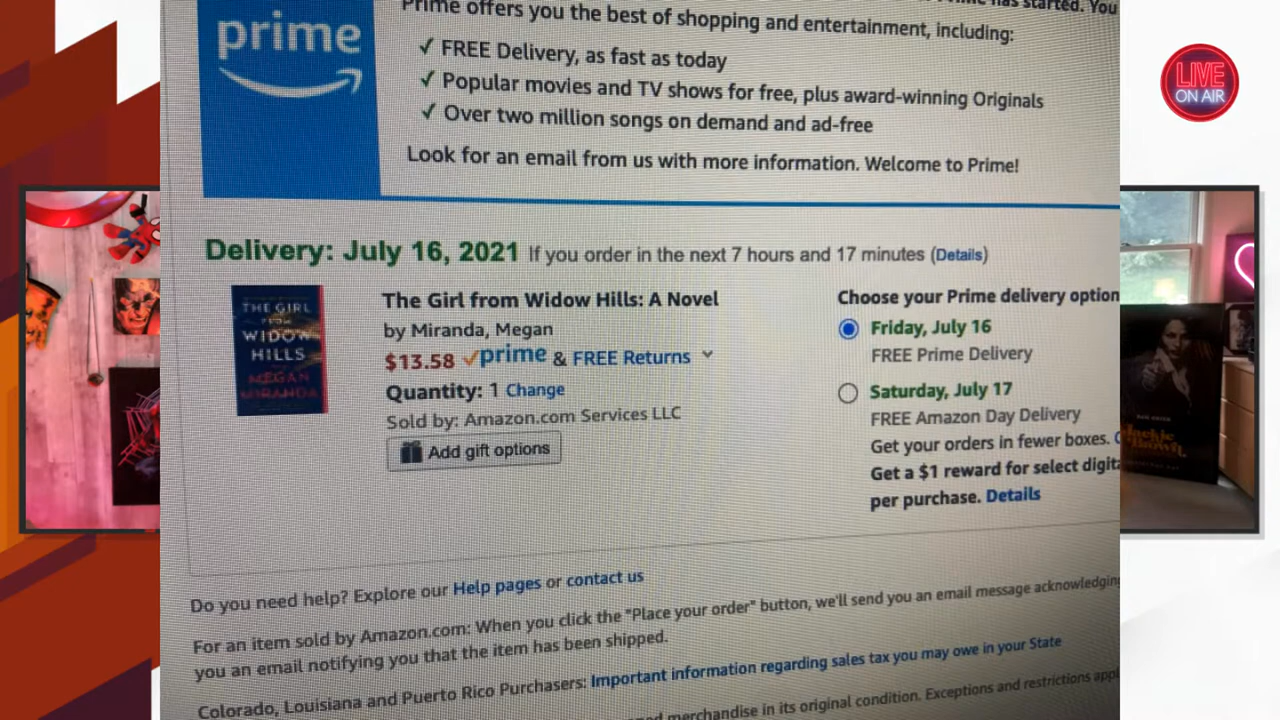 Prime has started. You
Prime offers you the best of shopping and entertainment, including:
prime
✓ FREE Delivery, as fast as today
✓ Popular movies and TV shows for free, plus award-winning Originals
✓ Over two million songs on demand and ad-free
Look for an email from us with more information. Welcome to Prime!
LIVE
ON AIR
Delivery: July 16, 2021 If you order in the next 7 hours and 17 minutes (Details)
THE GIRL
FROM
WIDOW
HILLS
MEGAN
MIRANDA
The Girl from Widow Hills: A Novel
by Miranda, Megan
$13.58 prime & FREE Returns
Quantity: 1 Change
Sold by: Amazon.com Services LLC
Add gift options
Choose your Prime delivery option
Friday, July 16
FREE Prime Delivery
Saturday, July 17
FREE Amazon Day Delivery
Get your orders in fewer boxes.
Get a $1 reward for select digita
per purchase. Details
Jackie
Brown
Do you need help? Explore our Help pages or contact us
For an item sold by Amazon.com: When you click the "Place your order" button, we'll send you an email message acknowledging
you an email notifying you that the item has been shipped.
Colorado, Louisiana and Puerto Rico Purchasers: Important information regarding sales tax you may owe in your State
merchandise in its original condition. Exceptions and restrictions appl